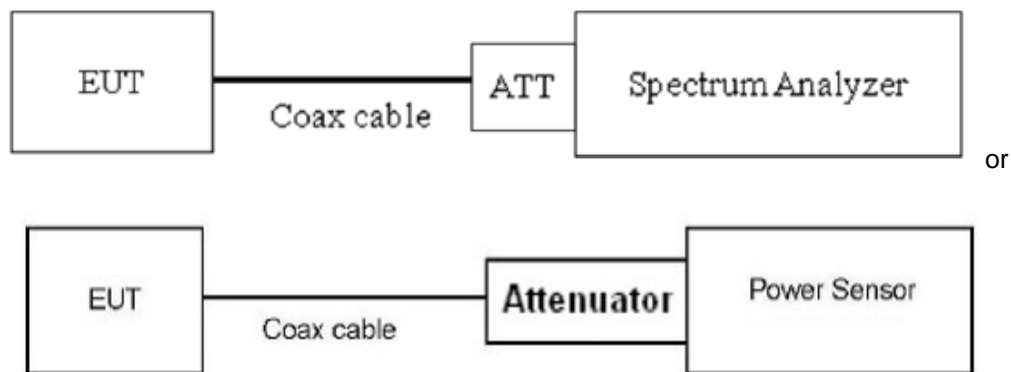 EUT
Coax cable
ATT
Spectrum Analyzer
or
EUT
Coax cable
Attenuator
Power Sensor